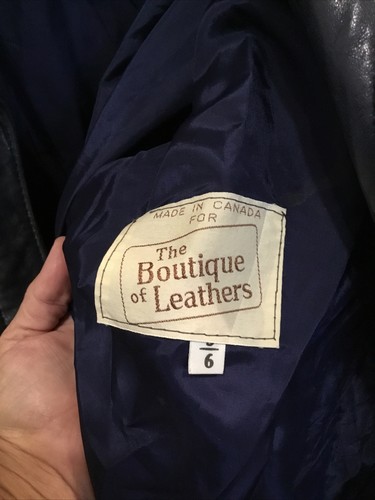 MADE IN CANADA
FOR
The
Boutique
of Leathers
6